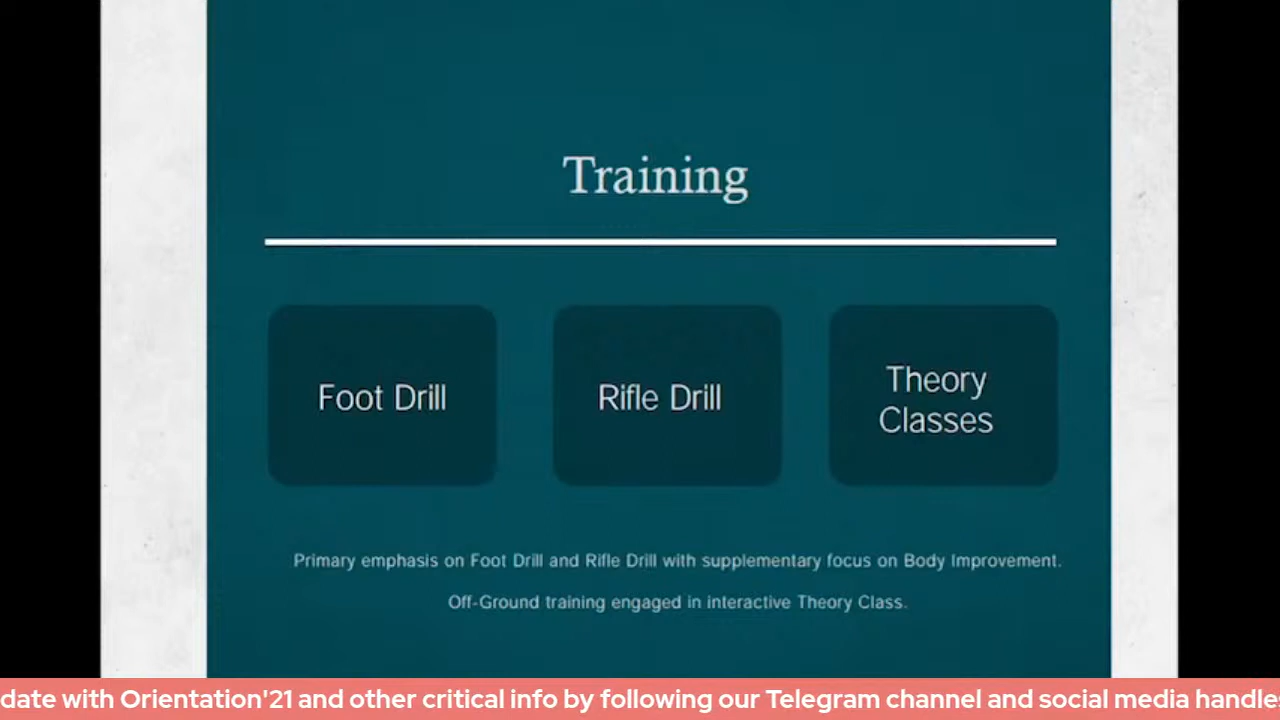 Training
Foot Drill
Rifle Drill
Theory
Classes
Primary emphasis on Foot Drill and Rifle Drill with supplementary focus on Body Improvement.
Off-Ground training engaged in interactive Theory Class.
date with Orientation'21 and other critical info by following our Telegram channel and social media handle